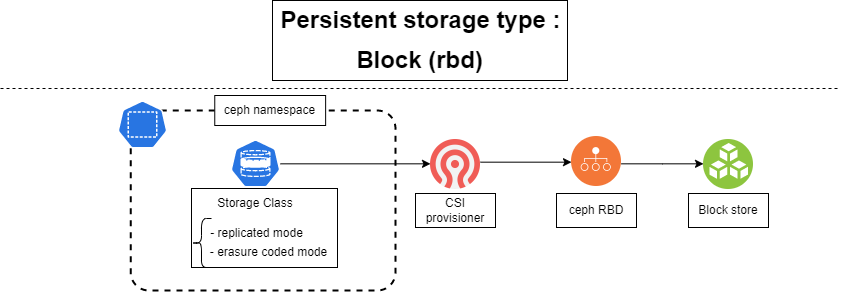 Persistent storage type :
Block (rbd)
ceph namespace
Storage Class
- replicated mode
- erasure coded mode
CSI
provisioner
ceph RBD
Block store